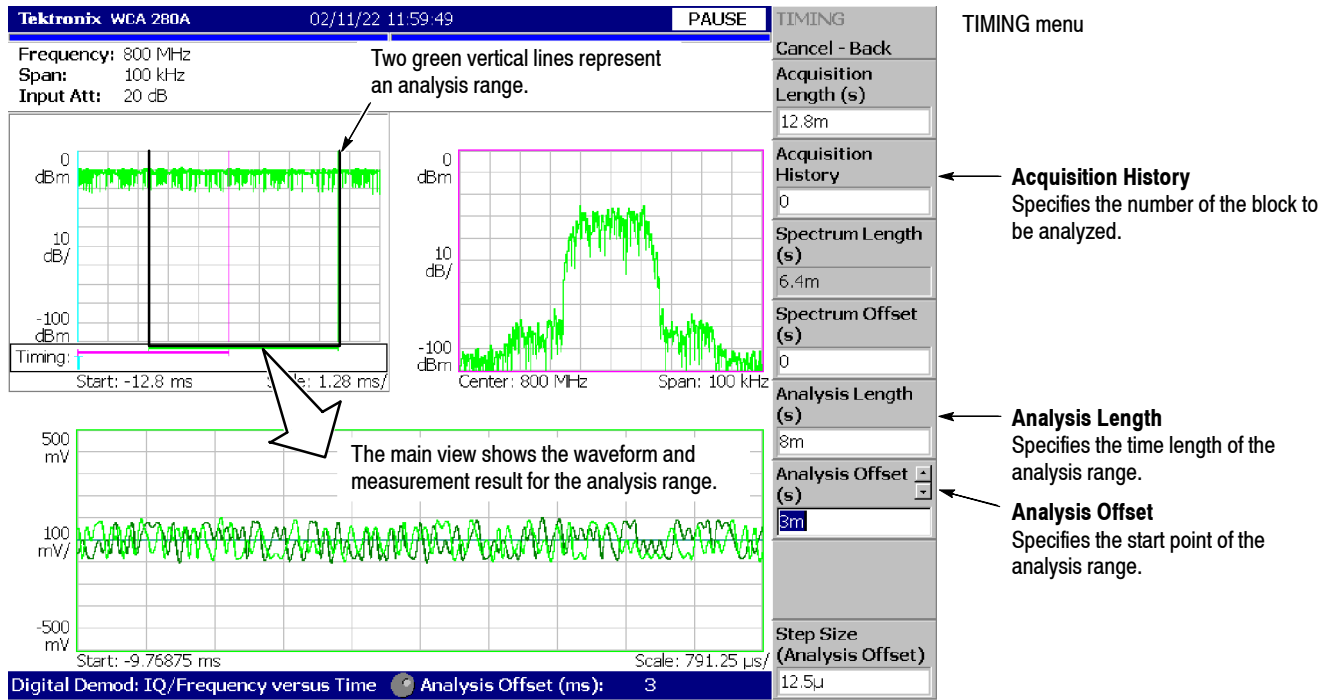 Tektronix WCA 280A 02/11/22 11:59:49 PAUSE
Frequency: 800 MHz
Span: 100 kHz
Input Att: 20 dB
Two green vertical lines represent
an analysis range.
0
dBm
10
dB/
-100
dBm
Timing:
Start: -12.8 ms
1.28 ms/
0
dBm
10
dB/
-100
dBm
Center: 800 MHz
Span: 100 kHz
The main view shows the waveform and
measurement result for the analysis range.
500
mV
100
mV/
-500
mV
Start: -9.76875 ms
Scale: 791.25 µs/
Digital Demod: IQ/Frequency versus Time Analysis Offset (ms): 3
TIMING
Cancel - Back
Acquisition
Length (s)
12.8m
Acquisition
History
0
Spectrum Length
(s)
6.4m
Spectrum Offset
(s)
0
Analysis Length
(s)
8m
Analysis Offset
(s)
3m
Step Size
(Analysis Offset)
12.5µ
TIMING menu
Acquisition History
Specifies the number of the block to
be analyzed.
Analysis Length
Specifies the time length of the
analysis range.
Analysis Offset
Specifies the start point of the
analysis range.